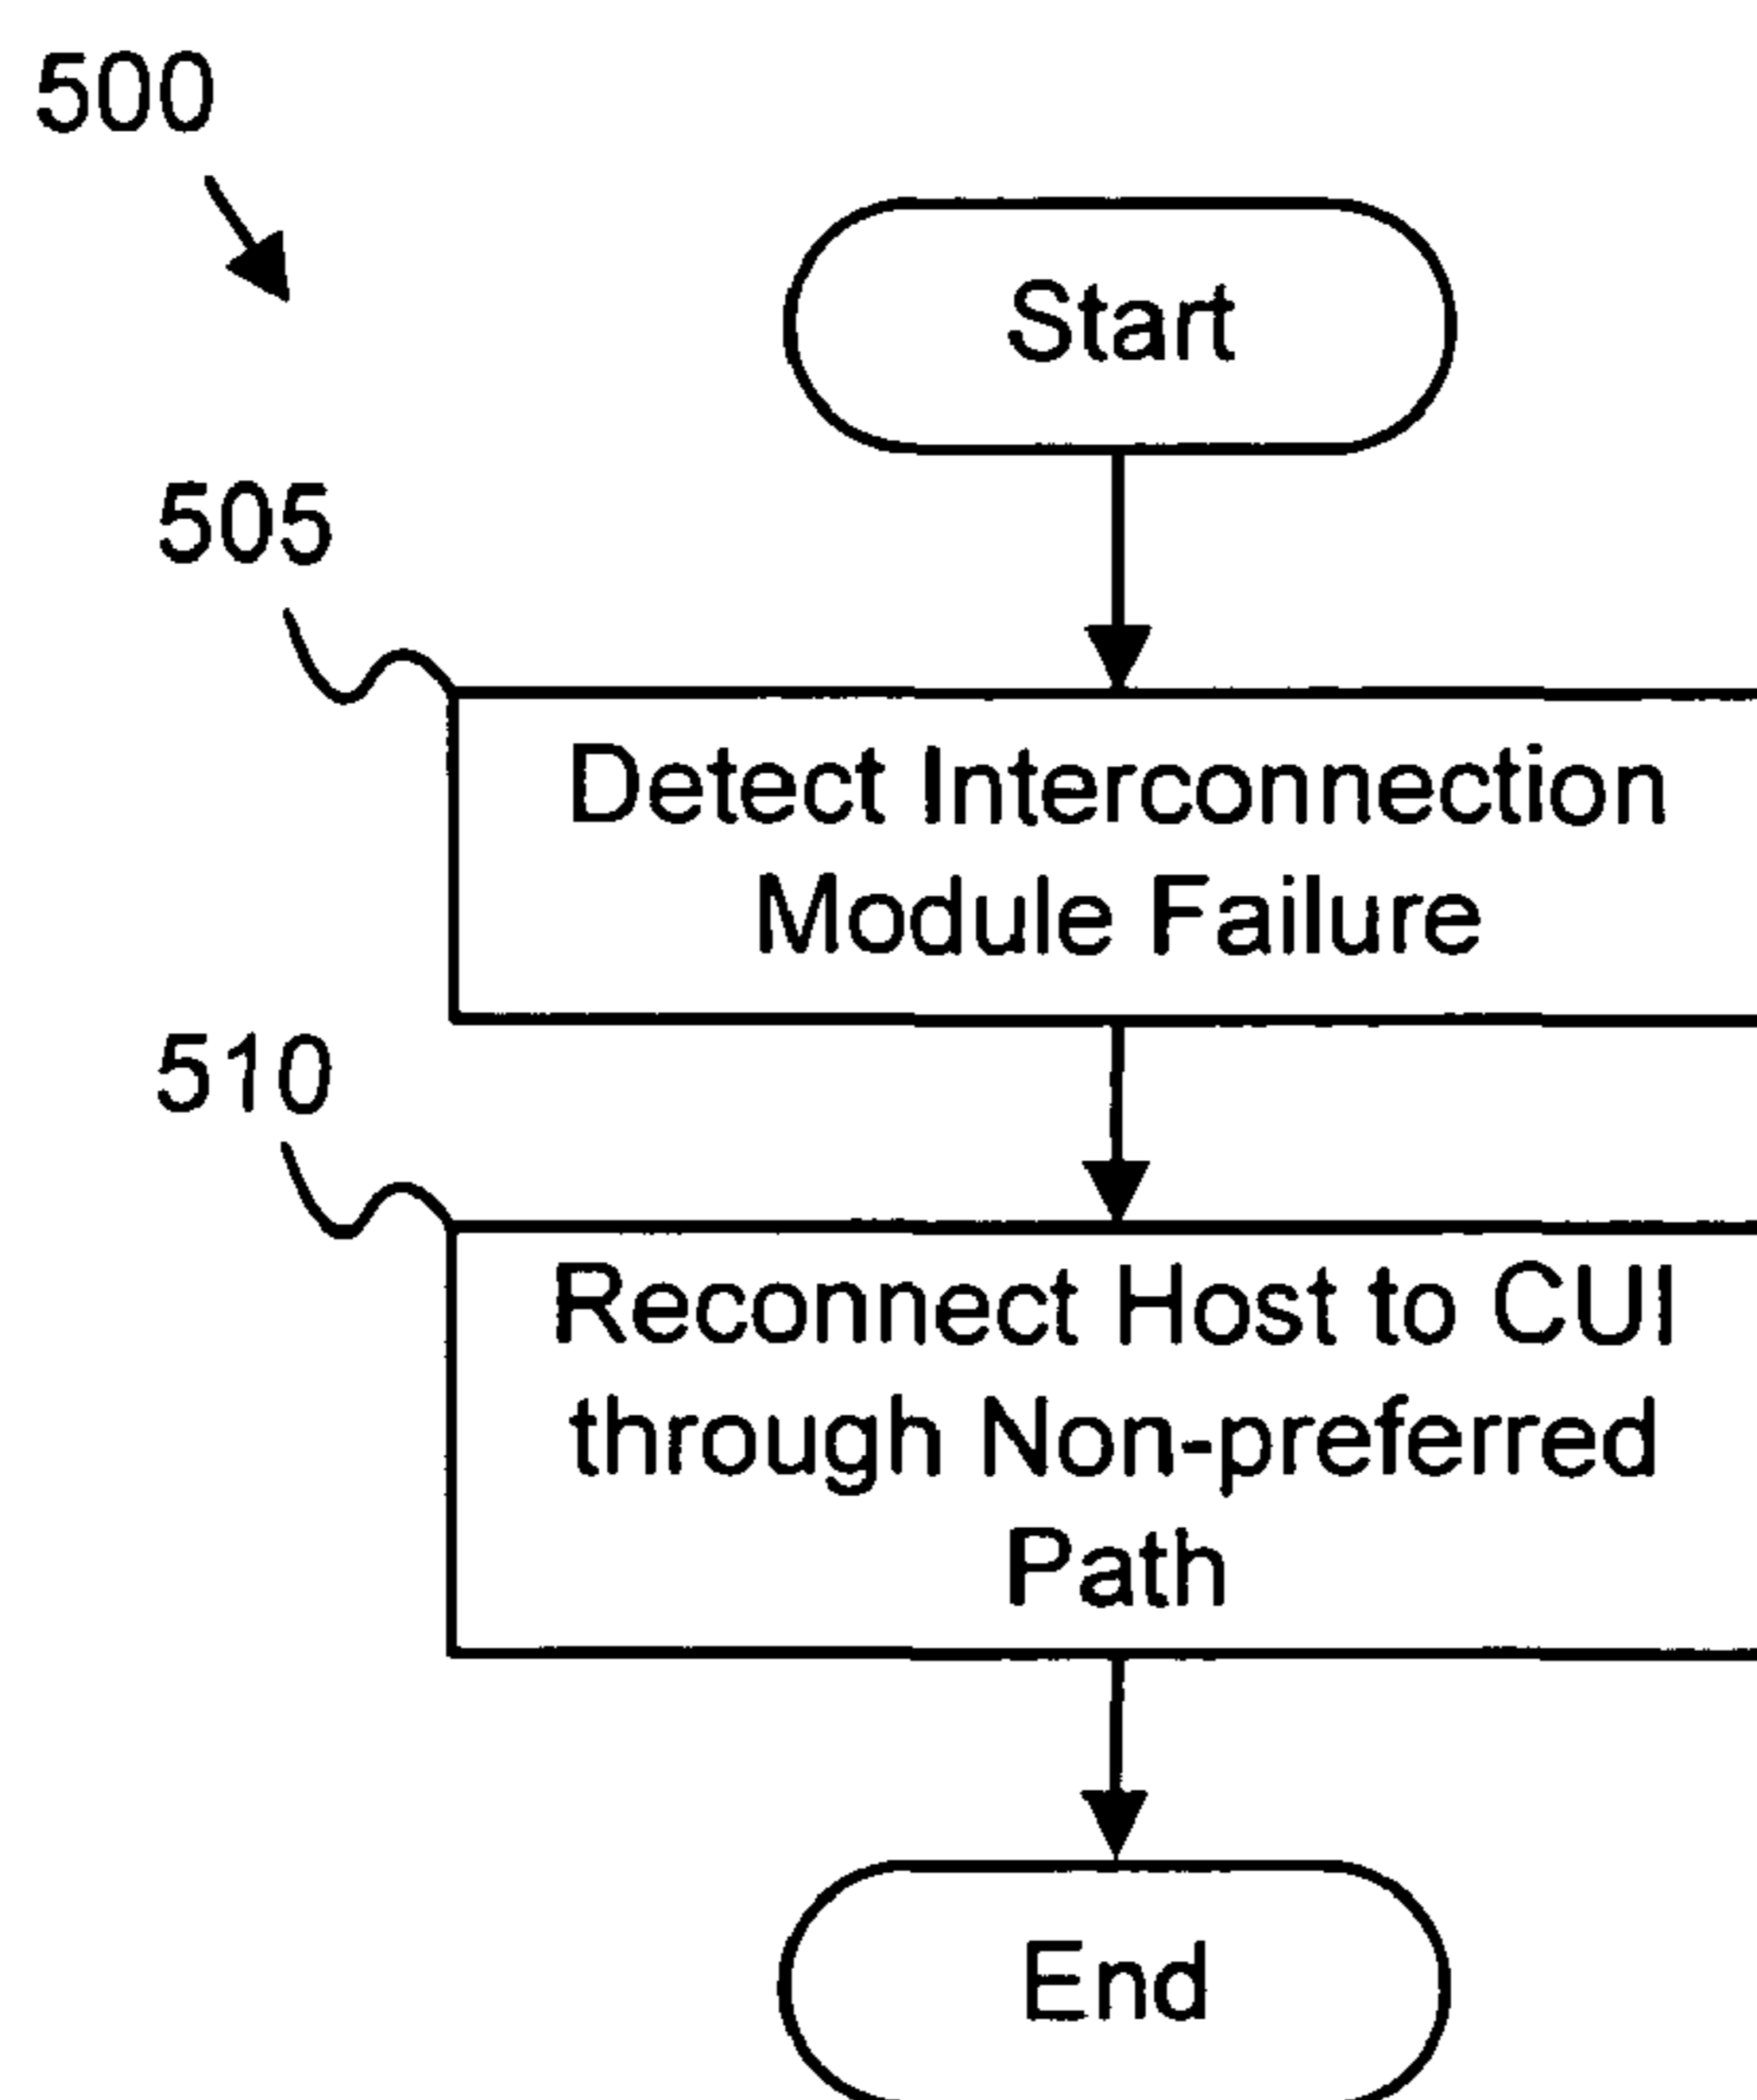 500
Start
505
Detect Interconnection
Module Failure
510
Reconnect Host to CUI
through Non-preferred
Path
End